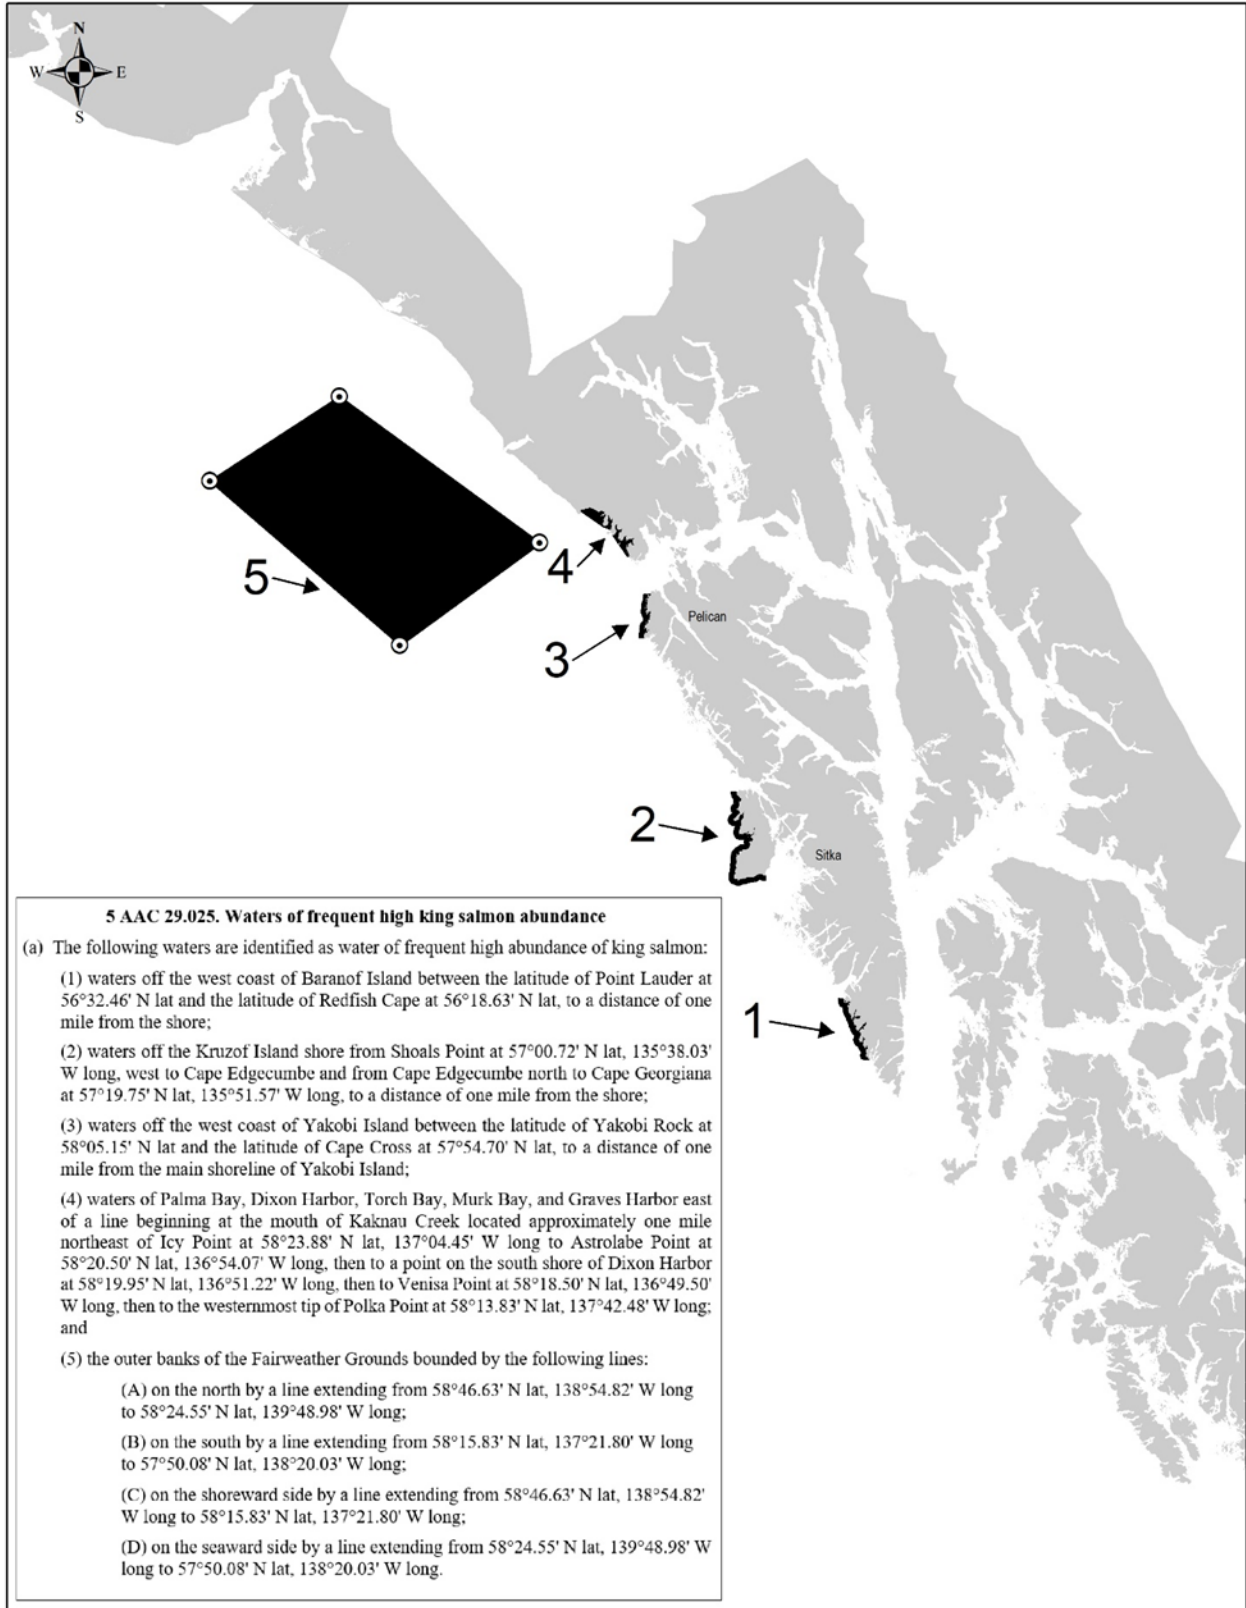 N
W E
S
4
5
3
Pelican
2
Sitka
1
5 AAC 29.025. Waters of frequent high king salmon abundance
(a) The following waters are identified as water of frequent high abundance of king salmon:
(1) waters off the west coast of Baranof Island between the latitude of Point Lauder at
56°32.46' N lat and the latitude of Redfish Cape at 56°18.63' N lat, to a distance of one
mile from the shore;
(2) waters off the Kruzof Island shore from Shoals Point at 57°00.72' N lat, 135°38.03'
W long, west to Cape Edgecumbe and from Cape Edgecumbe north to Cape Georgiana
at 57°19.75' N lat, 135°51.57' W long, to a distance of one mile from the shore;
(3) waters off the west coast of Yakobi Island between the latitude of Yakobi Rock at
58°05.15' N lat and the latitude of Cape Cross at 57°54.70' N lat, to a distance of one
mile from the main shoreline of Yakobi Island;
(4) waters of Palma Bay, Dixon Harbor, Torch Bay, Murk Bay, and Graves Harbor east
of a line beginning at the mouth of Kaknau Creek located approximately one mile
northeast of Icy Point at 58°23.88' N lat, 137°04.45' W long to Astrolabe Point at
58°20.50' N lat, 136°54.07' W long, then to a point on the south shore of Dixon Harbor
at 58°19.95' N lat, 136°51.22' W long, then to Venisa Point at 58°18.50' N lat, 136°49.50'
W long, then to the westernmost tip of Polka Point at 58°13.83' N lat, 137°42.48' W long;
and
(5) the outer banks of the Fairweather Grounds bounded by the following lines:
(A) on the north by a line extending from 58°46.63' N lat, 138°54.82' W long
to 58°24.55' N lat, 139°48.98' W long;
(B) on the south by a line extending from 58°15.83' N lat, 137°21.80' W long
to 57°50.08' N lat, 138°20.03' W long;
(C) on the shoreward side by a line extending from 58°46.63' N lat, 138°54.82'
W long to 58°15.83' N lat, 137°21.80' W long;
(D) on the seaward side by a line extending from 58°24.55' N lat, 139°48.98' W
long to 57°50.08' N lat, 138°20.03' W long.